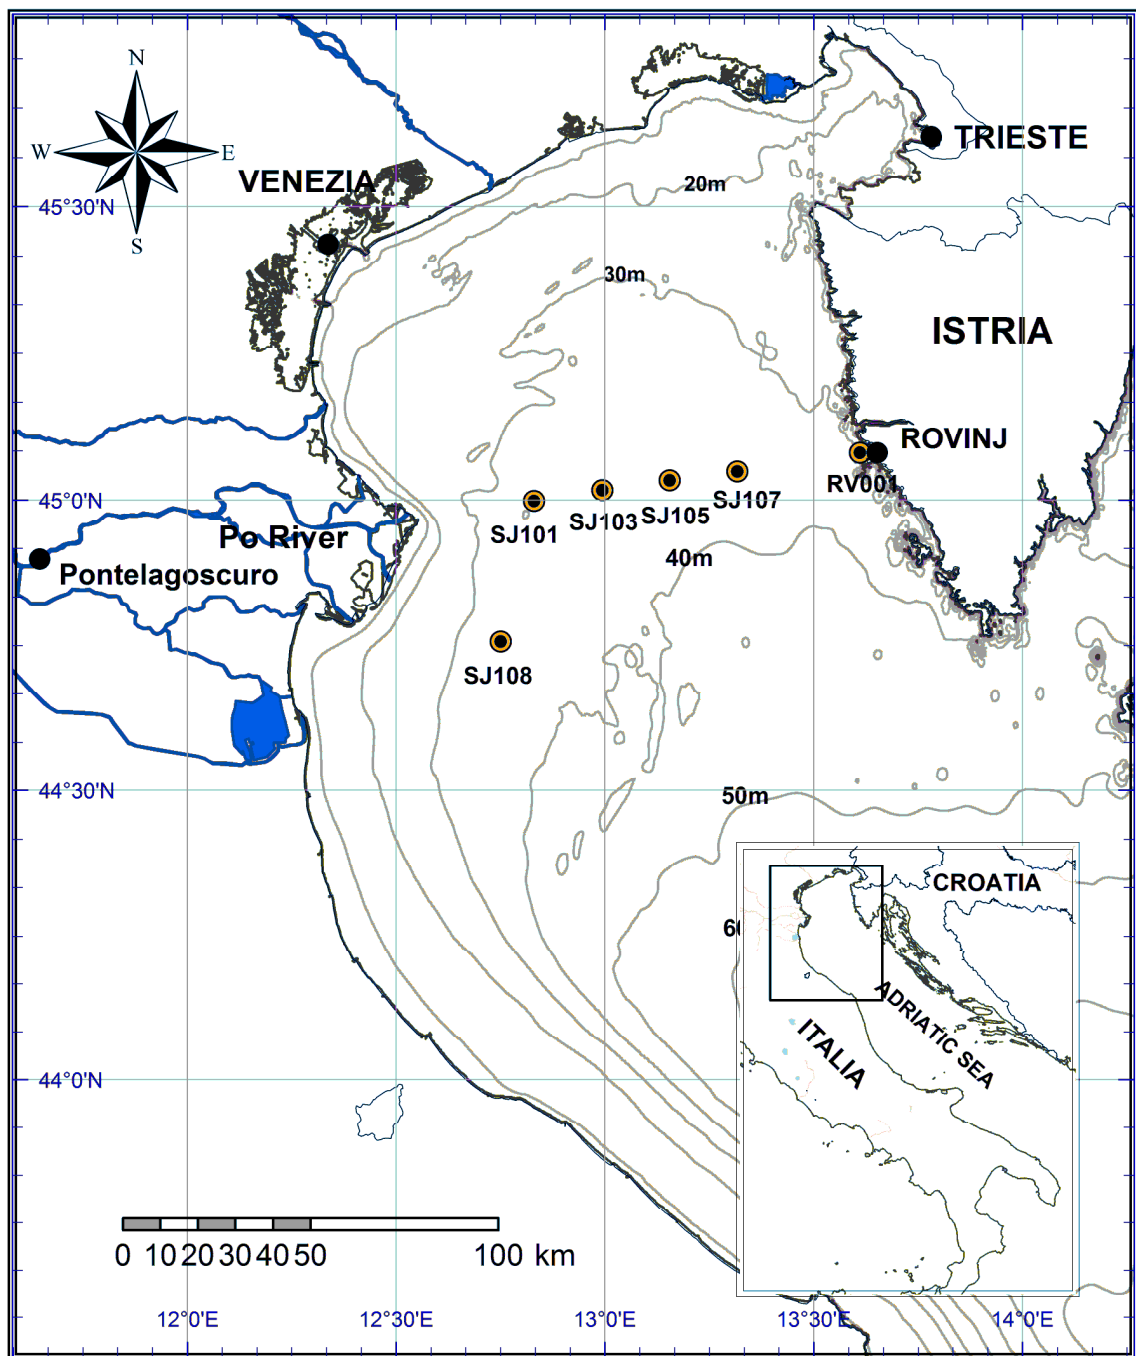 N
W E
S
VENEZIA
TRIESTE
20m
45°30'N
30m
ISTRIA
ROVINJ
RV001
45°0'N
SJ101
SJ103
SJ105
SJ107
Po River
40m
Pontelagoscuro
SJ108
44°30'N
50m
CROATIA
ADRIATIC SEA
ITALIA
44°0'N
0 10 20 30 40 50 100 km
12°0'E 12°30'E 13°0'E 13°30'E 14°0'E